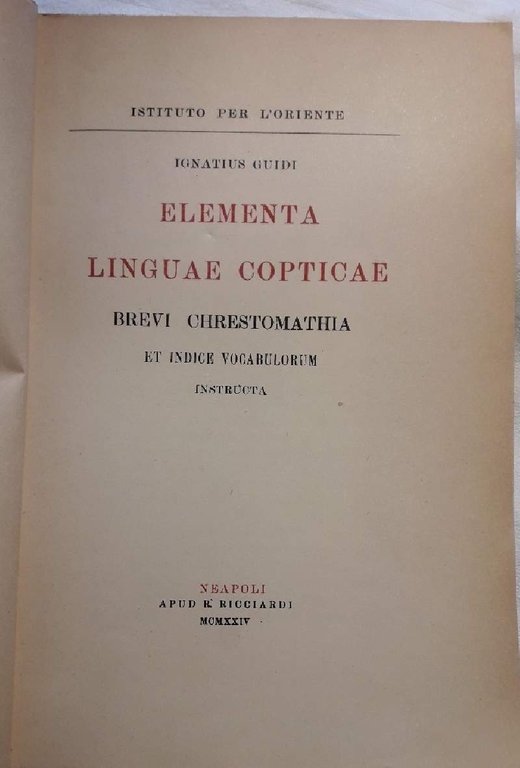 ISTITUTO PER L'ORIENTE
IGNATIUS GUIDI
ELEMENTA
LINGUAE COPTICAE
BREVI CHRESTOMATHIA
ET INDICE VOCABULORUM
INSTRUCTA
NEAPOLI
APUD R. RICCIARDI
MCMXXIV